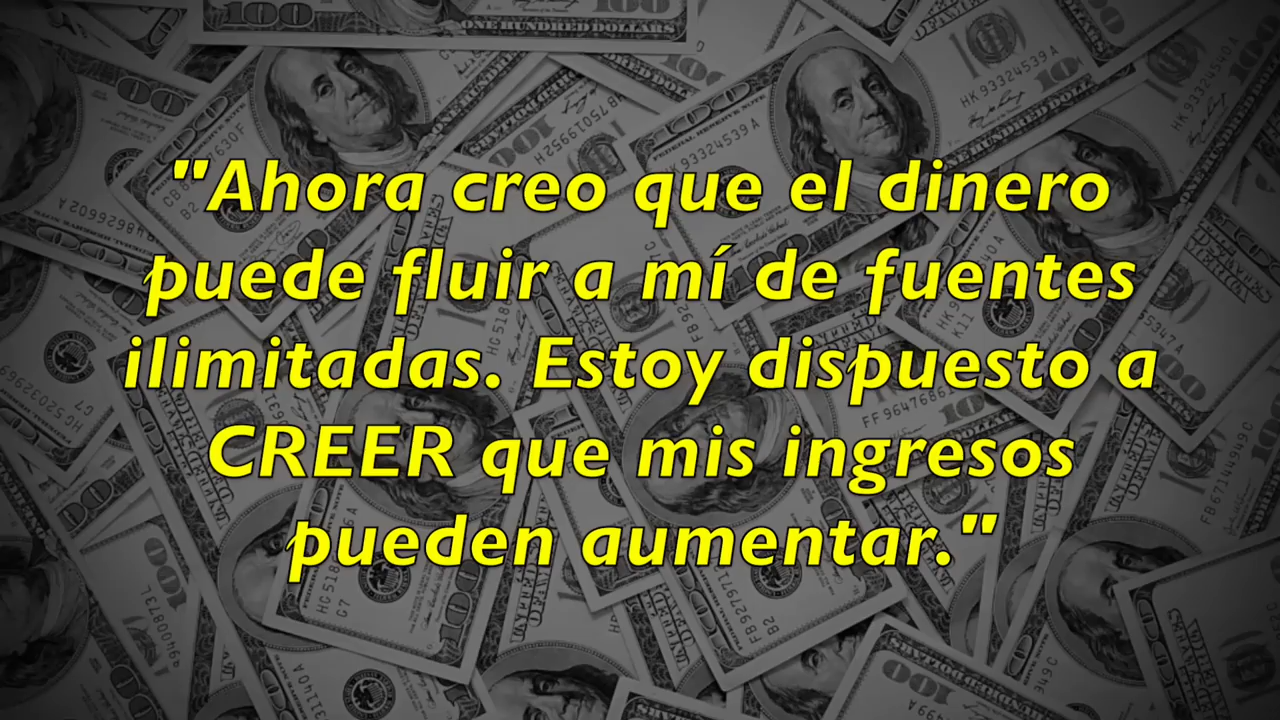 "Ahora creo que el dinero
puede fluir a mí de fuentes
ilimitadas. Estoy dispuesto a
CREER que mis ingresos
pueden aumentar."